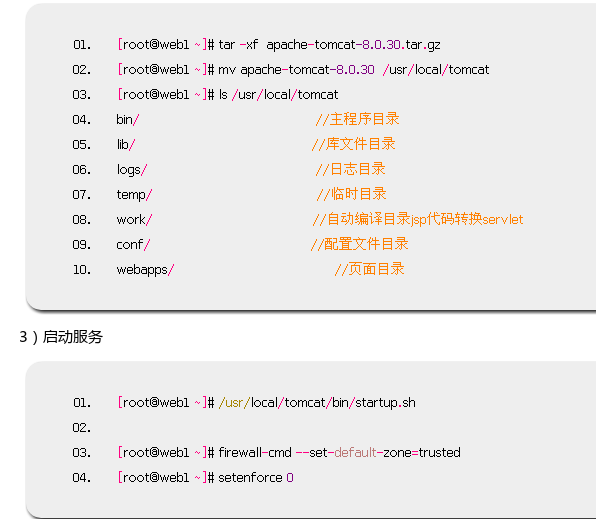 01. [root@web1 ~]# tar -xf apache-tomcat-8.0.30.tar.gz
02. [root@web1 ~]# mv apache-tomcat-8.0.30 /usr/local/tomcat
03. [root@web1 ~]# ls /usr/local/tomcat
04. bin/ //主程序目录
05. lib/ //库文件目录
06. logs/ //日志目录
07. temp/ //临时目录
08. work/ //自动编译目录jsp代码转换servlet
09. conf/ //配置文件目录
10. webapps/ //页面目录
3）启动服务
01. [root@web1 ~]# /usr/local/tomcat/bin/startup.sh
02.
03. [root@web1 ~]# firewall-cmd --set-default-zone=trusted
04. [root@web1 ~]# setenforce 0